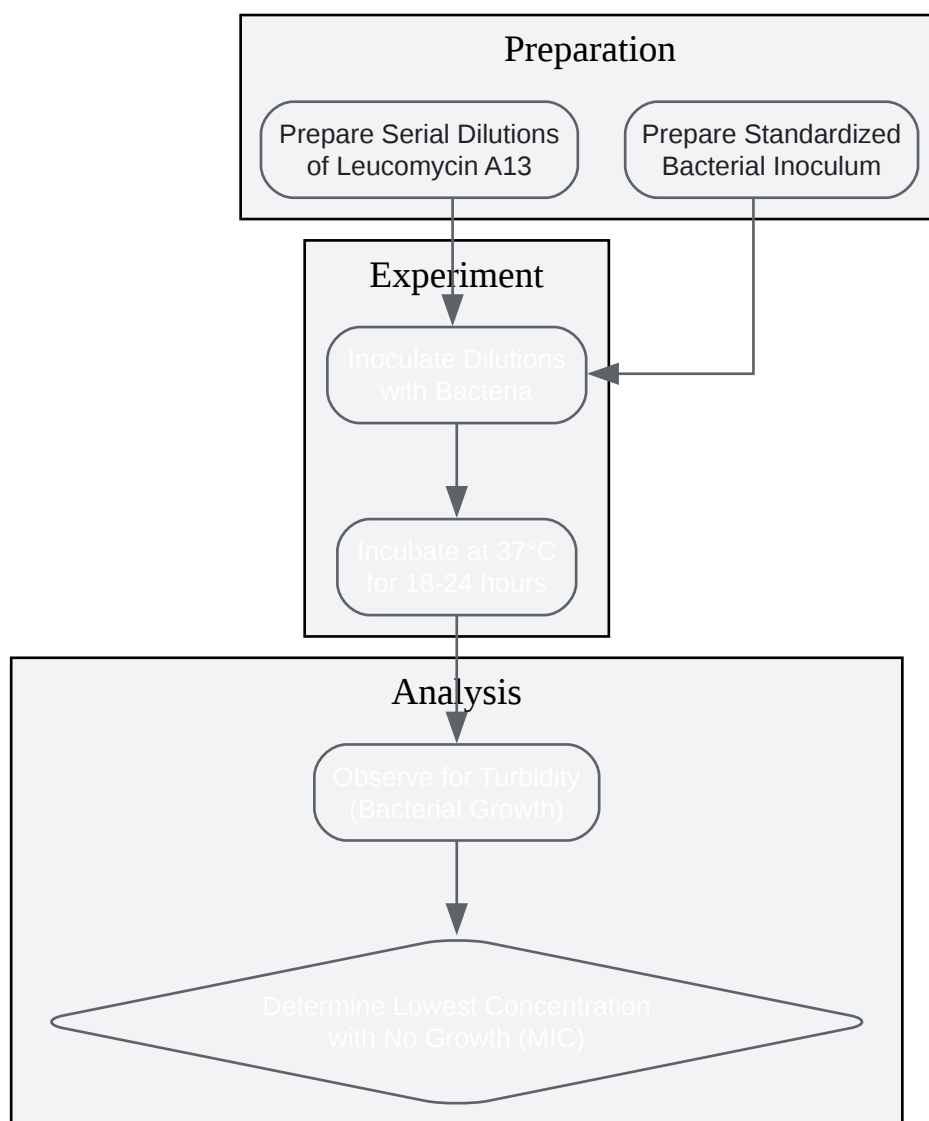 Preparation
Prepare Serial Dilutions
of Leucomycin A13
Prepare Standardized
Bacterial Inoculum
Experiment
Inoculate Dilutions
with Bacteria
Incubate at 37°C
for 18-24 hours
Analysis
Observe for Turbidity
(Bacterial Growth)
Determine Lowest Concentration
with No Growth (MIC)